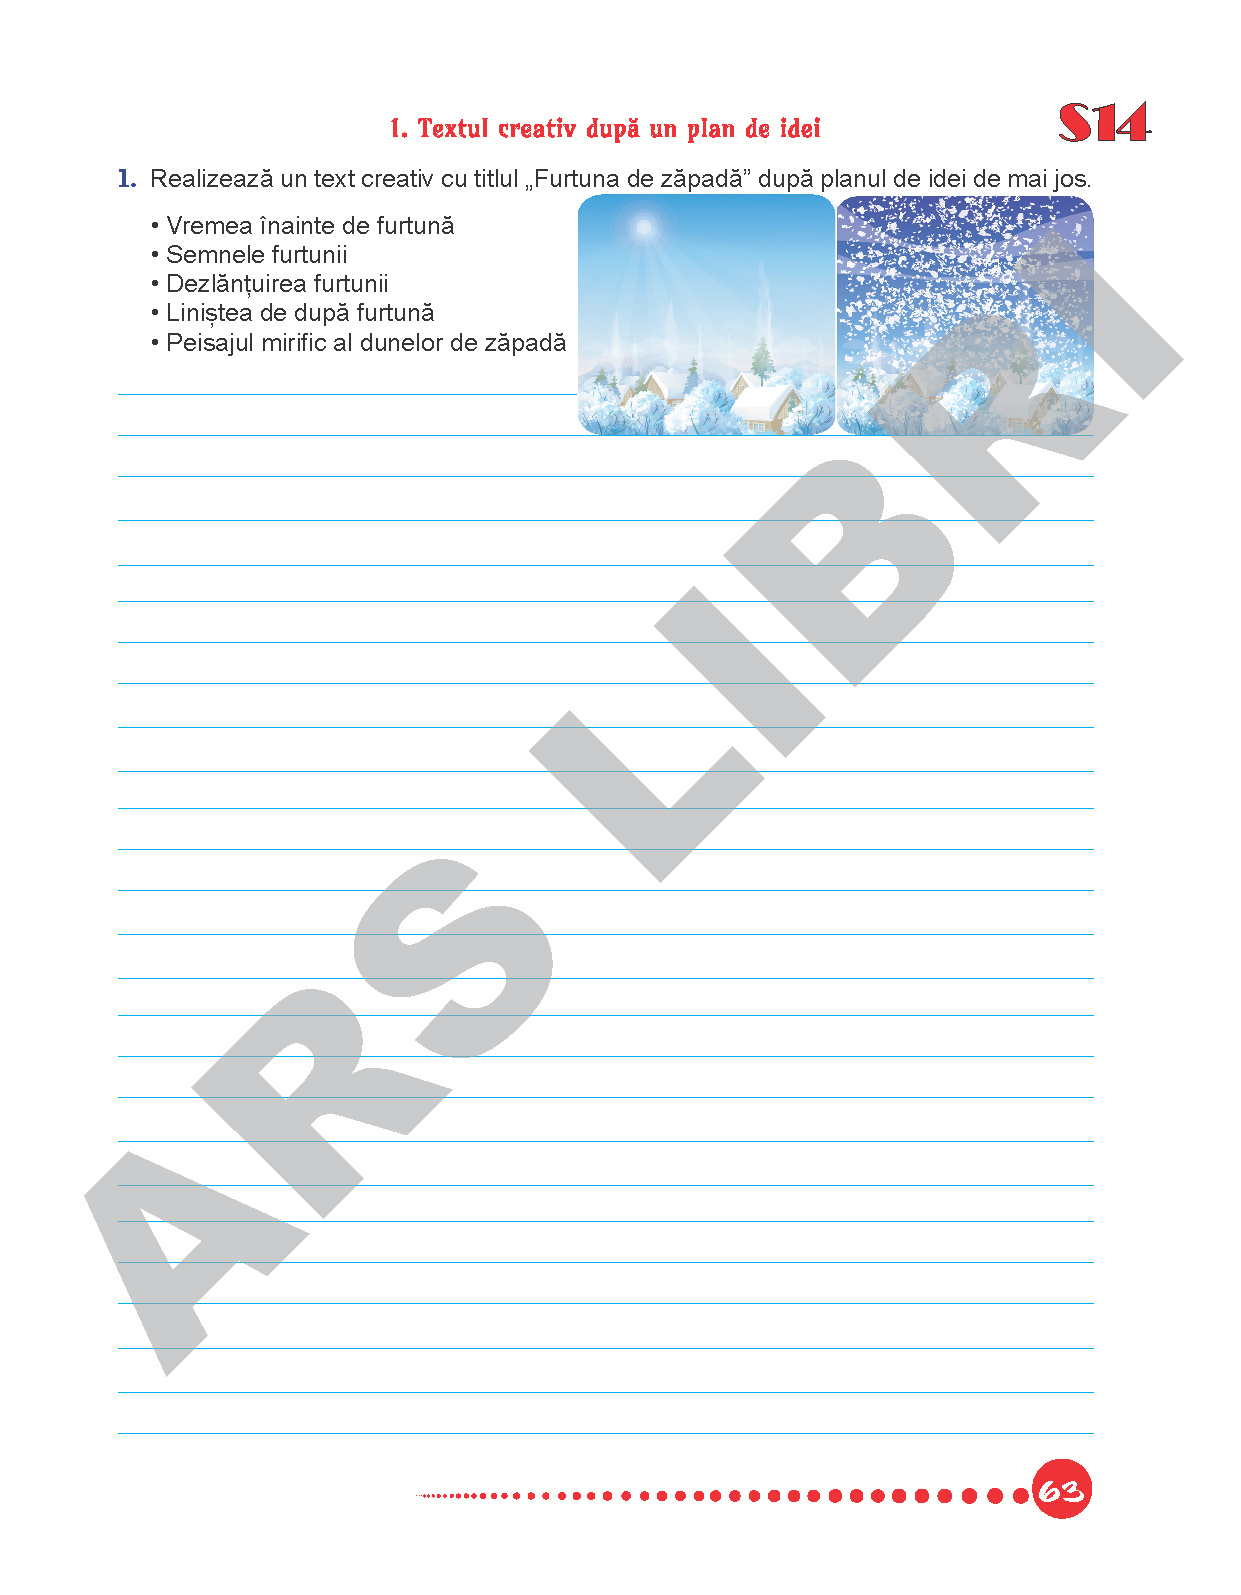 S14
1. Textul creativ după un plan de idei
1. Realizează un text creativ cu titlul „Furtuna de zăpadă” după planul de idei de mai jos.
• Vremea înainte de furtună
• Semnele furtunii
• Dezlănțuirea furtunii
• Liniștea de după furtună
• Peisajul mirific al dunelor de zăpadă
ARS LIBRI
63